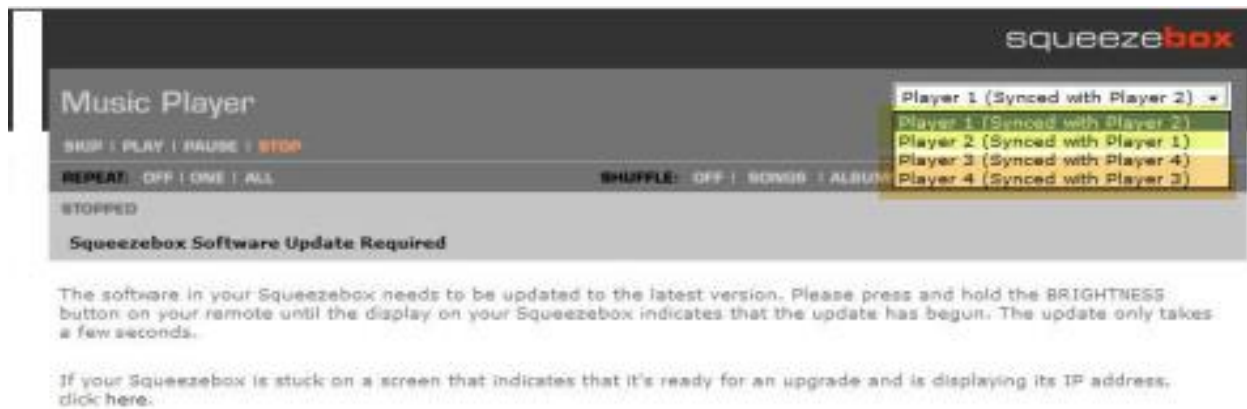 squeezebox
Music Player
Player 1 (Synced with Player 2)
Player 1 (Synced with Player 2)
Player 2 (Synced with Player 1)
Player 3 (Synced with Player 4)
Player 4 (Synced with Player 3)
SKIP | PLAY | PAUSE | STOP
REPEAT: OFF | ONE | ALL
SHUFFLE: OFF | SONGS | ALBUM
STOPPED
Squeezebox Software Update Required
The software in your Squeezebox needs to be updated to the latest version. Please press and hold the BRIGHTNESS
button on your remote until the display on your Squeezebox indicates that the update has begun. The update only takes
a few seconds.
If your Squeezebox is stuck on a screen that indicates that it's ready for an upgrade and is displaying its IP address,
click here.